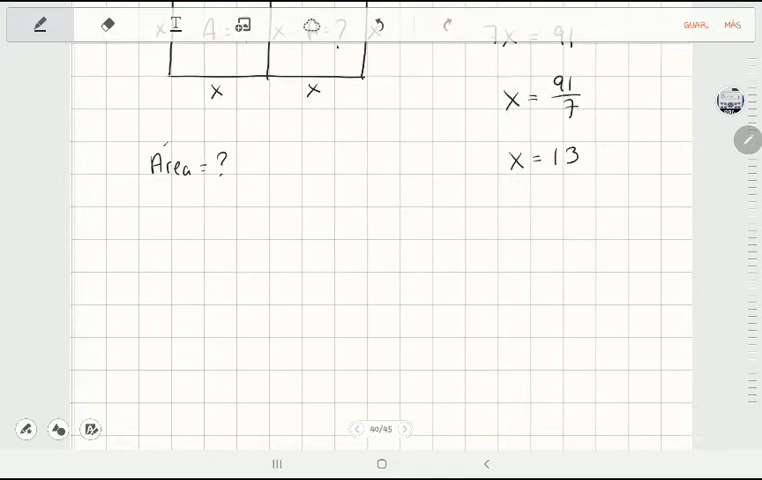 GUAR. MÁS
x A = ? x A = ? x
x x
7x = 91
x = 91/7
x = 13
Área = ?
40/45